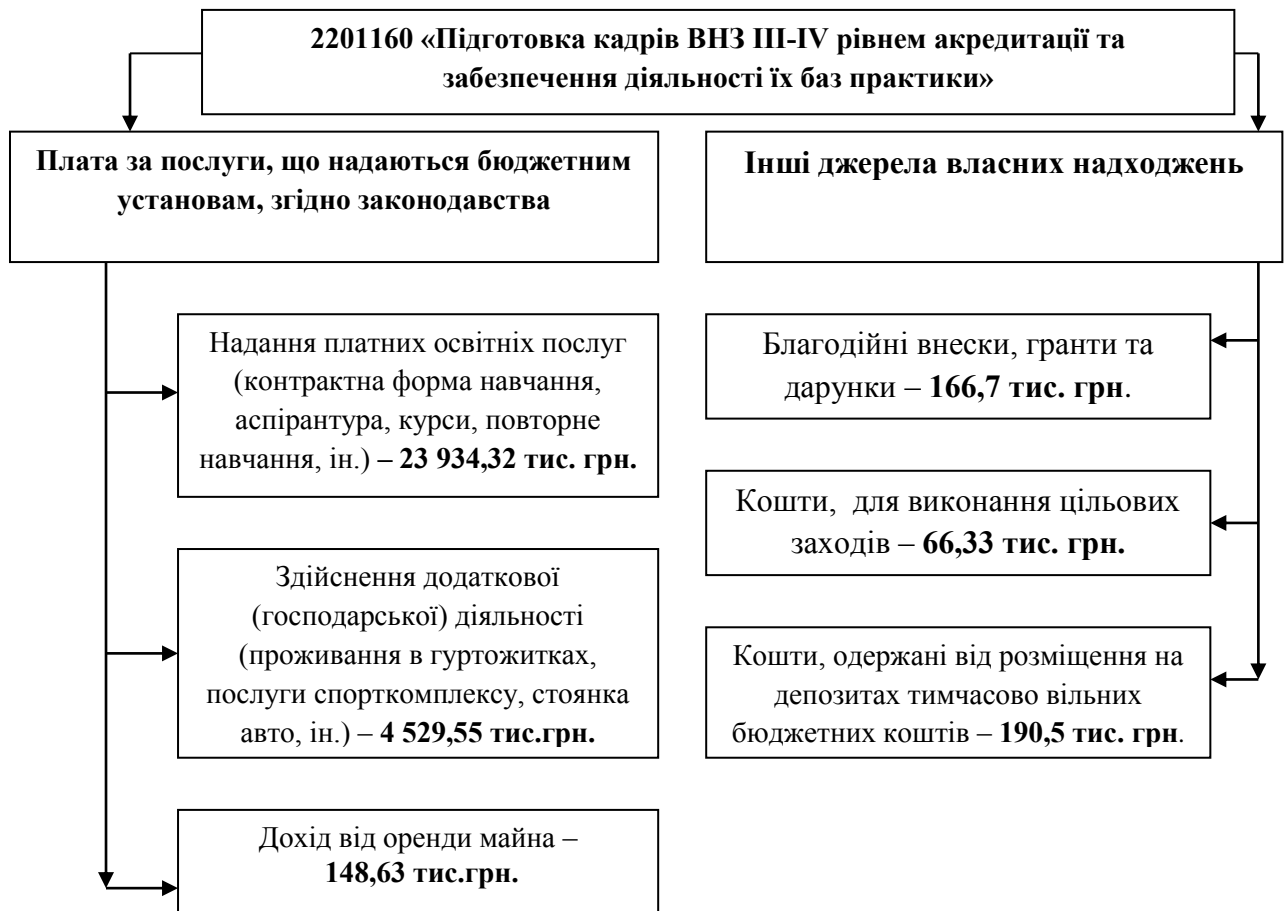 2201160 «Підготовка кадрів ВНЗ III-IV рівнем акредитації та
забезпечення діяльності їх баз практики»
Плата за послуги, що надаються бюджетним
установам, згідно законодавства
Інші джерела власних надходжень
Надання платних освітніх послуг
(контрактна форма навчання,
аспірантура, курси, повторне
навчання, ін.) – 23 934,32 тис. грн.
Здійснення додаткової
(господарської) діяльності
(проживання в гуртожитках,
послуги спорткомплексу, стоянка
авто, ін.) – 4 529,55 тис.грн.
Дохід від оренди майна –
148,63 тис.грн.
Благодійні внески, гранти та
дарунки – 166,7 тис. грн.
Кошти, для виконання цільових
заходів – 66,33 тис. грн.
Кошти, одержані від розміщення на
депозитах тимчасово вільних
бюджетних коштів – 190,5 тис. грн.